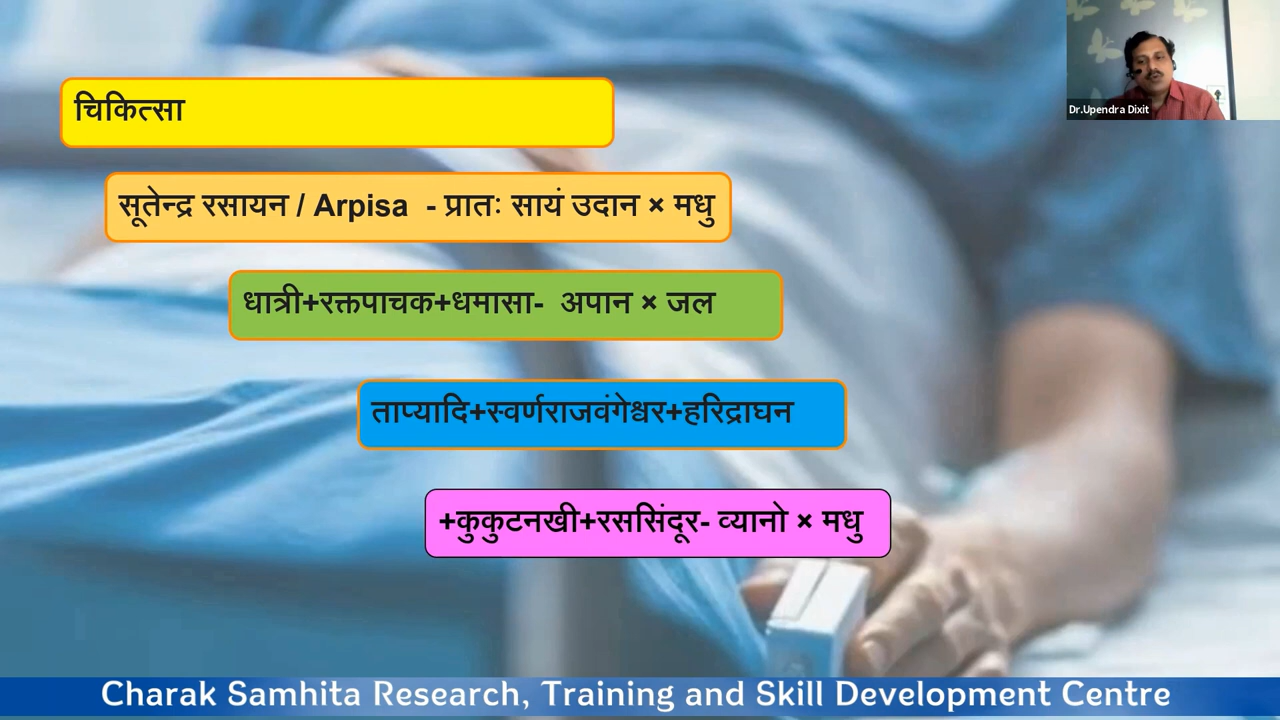 Dr.Upendra Dixit
चिकित्सा
सूतेन्द्र रसायन / Arpisa - प्रातः सायं उदान × मधु
धात्री+रक्तपाचक+धमासा- अपान × जल
ताप्यादि+स्वर्णराजवंगेश्वर+हरिद्राघन
+कुकुटनखी+रससिंदूर- व्यानो × मधु
Charak Samhita Research, Training and Skill Development Centre